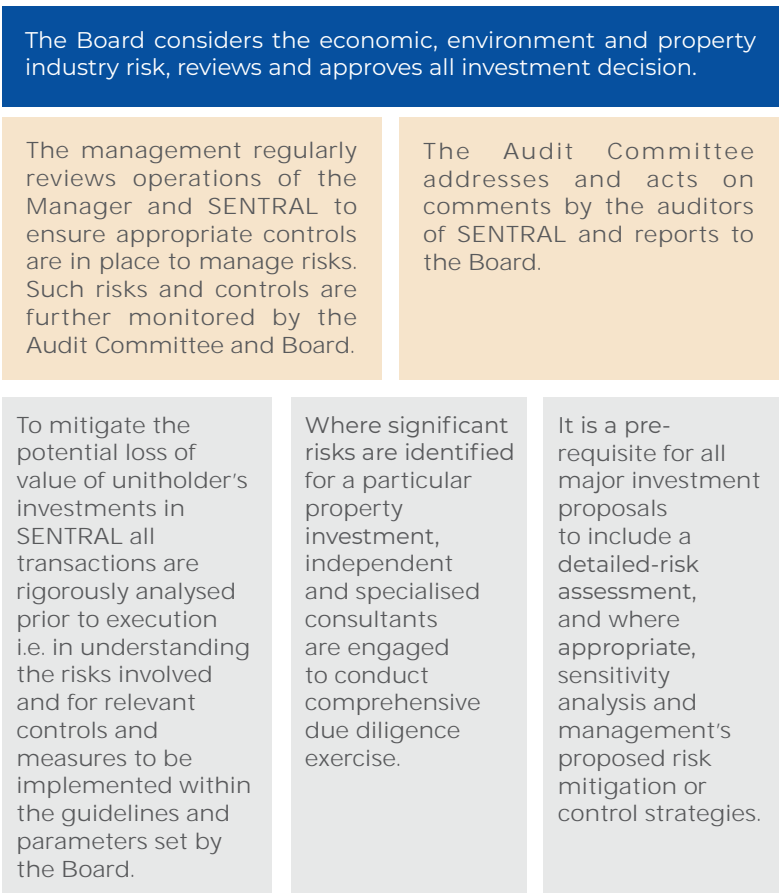 The Board considers the economic, environment and property
industry risk, reviews and approves all investment decision.
The management regularly
reviews operations of the
Manager and SENTRAL to
ensure appropriate controls
are in place to manage risks.
Such risks and controls are
further monitored by the
Audit Committee and Board.
The Audit Committee
addresses and acts on
comments by the auditors
of SENTRAL and reports to
the Board.
To mitigate the
potential loss of
value of unitholder's
investments in
SENTRAL all
transactions are
rigorously analysed
prior to execution
i.e. in understanding
the risks involved
and for relevant
controls and
measures to be
implemented within
the guidelines and
parameters set by
the Board.
Where significant
risks are identified
for a particular
property
investment,
independent
and specialised
consultants
are engaged
to conduct
comprehensive
due diligence
exercise.
It is a pre-
requisite for all
major investment
proposals
to include a
detailed-risk
assessment,
and where
appropriate,
sensitivity
analysis and
management's
proposed risk
mitigation or
control strategies.